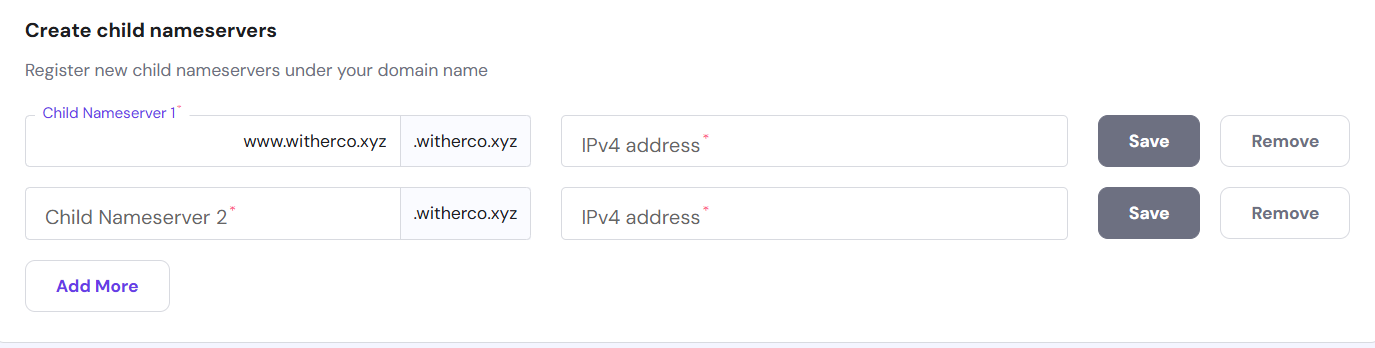 Create child nameservers
Register new child nameservers under your domain name
Child Nameserver 1*
www.witherco.xyz .witherco.xyz IPv4 address* Save Remove
Child Nameserver 2* .witherco.xyz IPv4 address* Save Remove
Add More